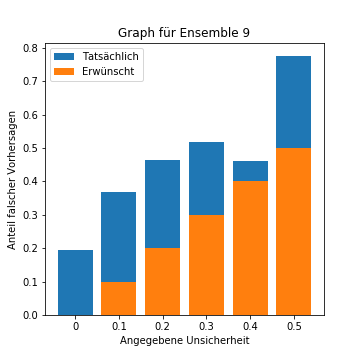 Graph für Ensemble 9
Tatsächlich
Erwünscht
Anteil falscher Vorhersagen
0.8
0.7
0.6
0.5
0.4
0.3
0.2
0.1
0.0
0 0.1 0.2 0.3 0.4 0.5
Angegebene Unsicherheit